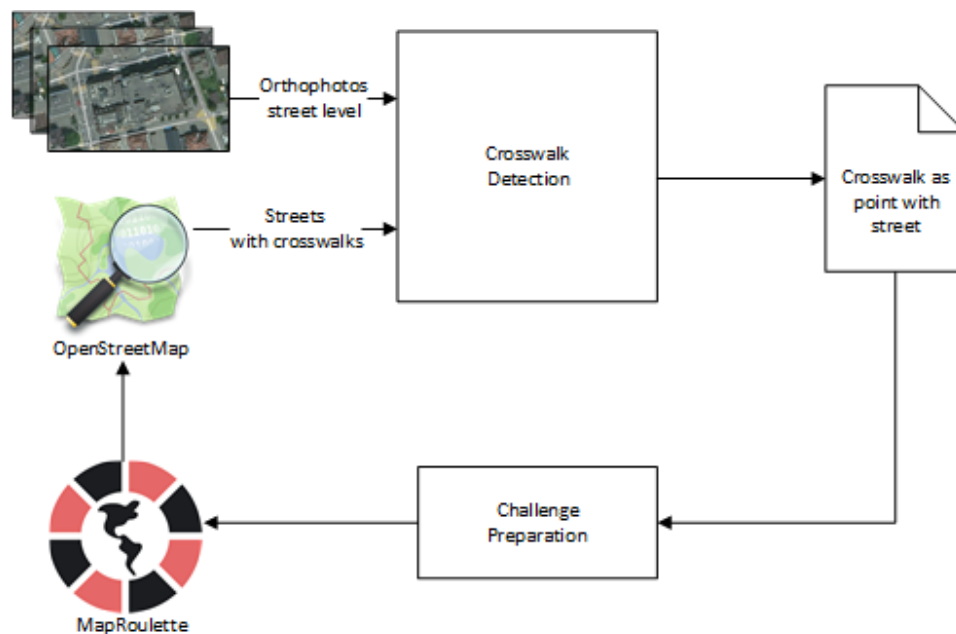 Orthophotos
street level
Crosswalk
Detection
Crosswalk as
point with
street
Streets
with crosswalks
OpenStreetMap
Challenge
Preparation
MapRoulette